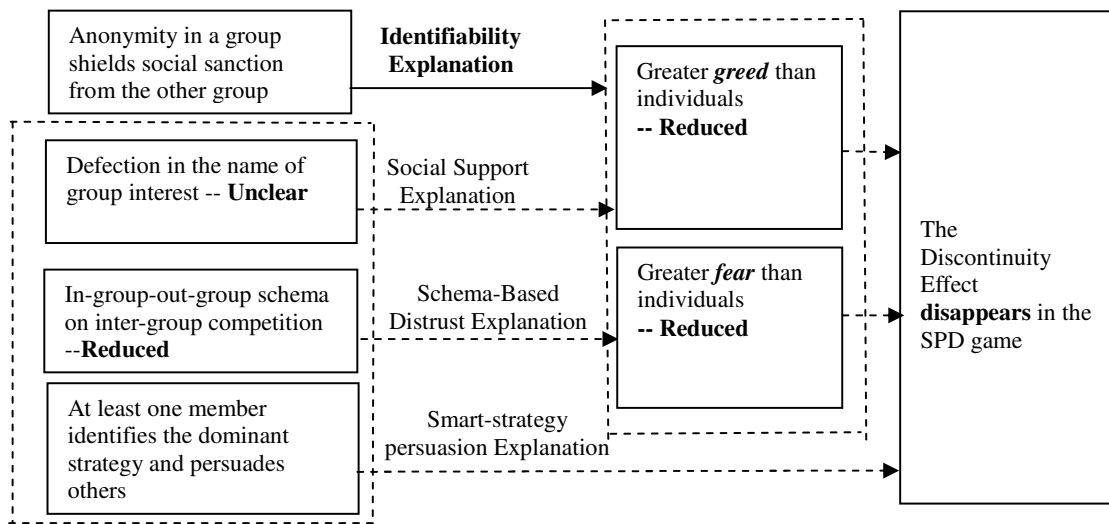 Anonymity in a group
shields social sanction
from the other group
Identifiability
Explanation
Greater greed than
individuals
-- Reduced
Defection in the name of
group interest -- Unclear
Social Support
Explanation
In-group-out-group schema
on inter-group competition
--Reduced
Schema-Based
Distrust Explanation
Greater fear than
individuals
-- Reduced
At least one member
identifies the dominant
strategy and persuades
others
Smart-strategy
persuasion Explanation
The
Discontinuity
Effect
disappears in the
SPD game